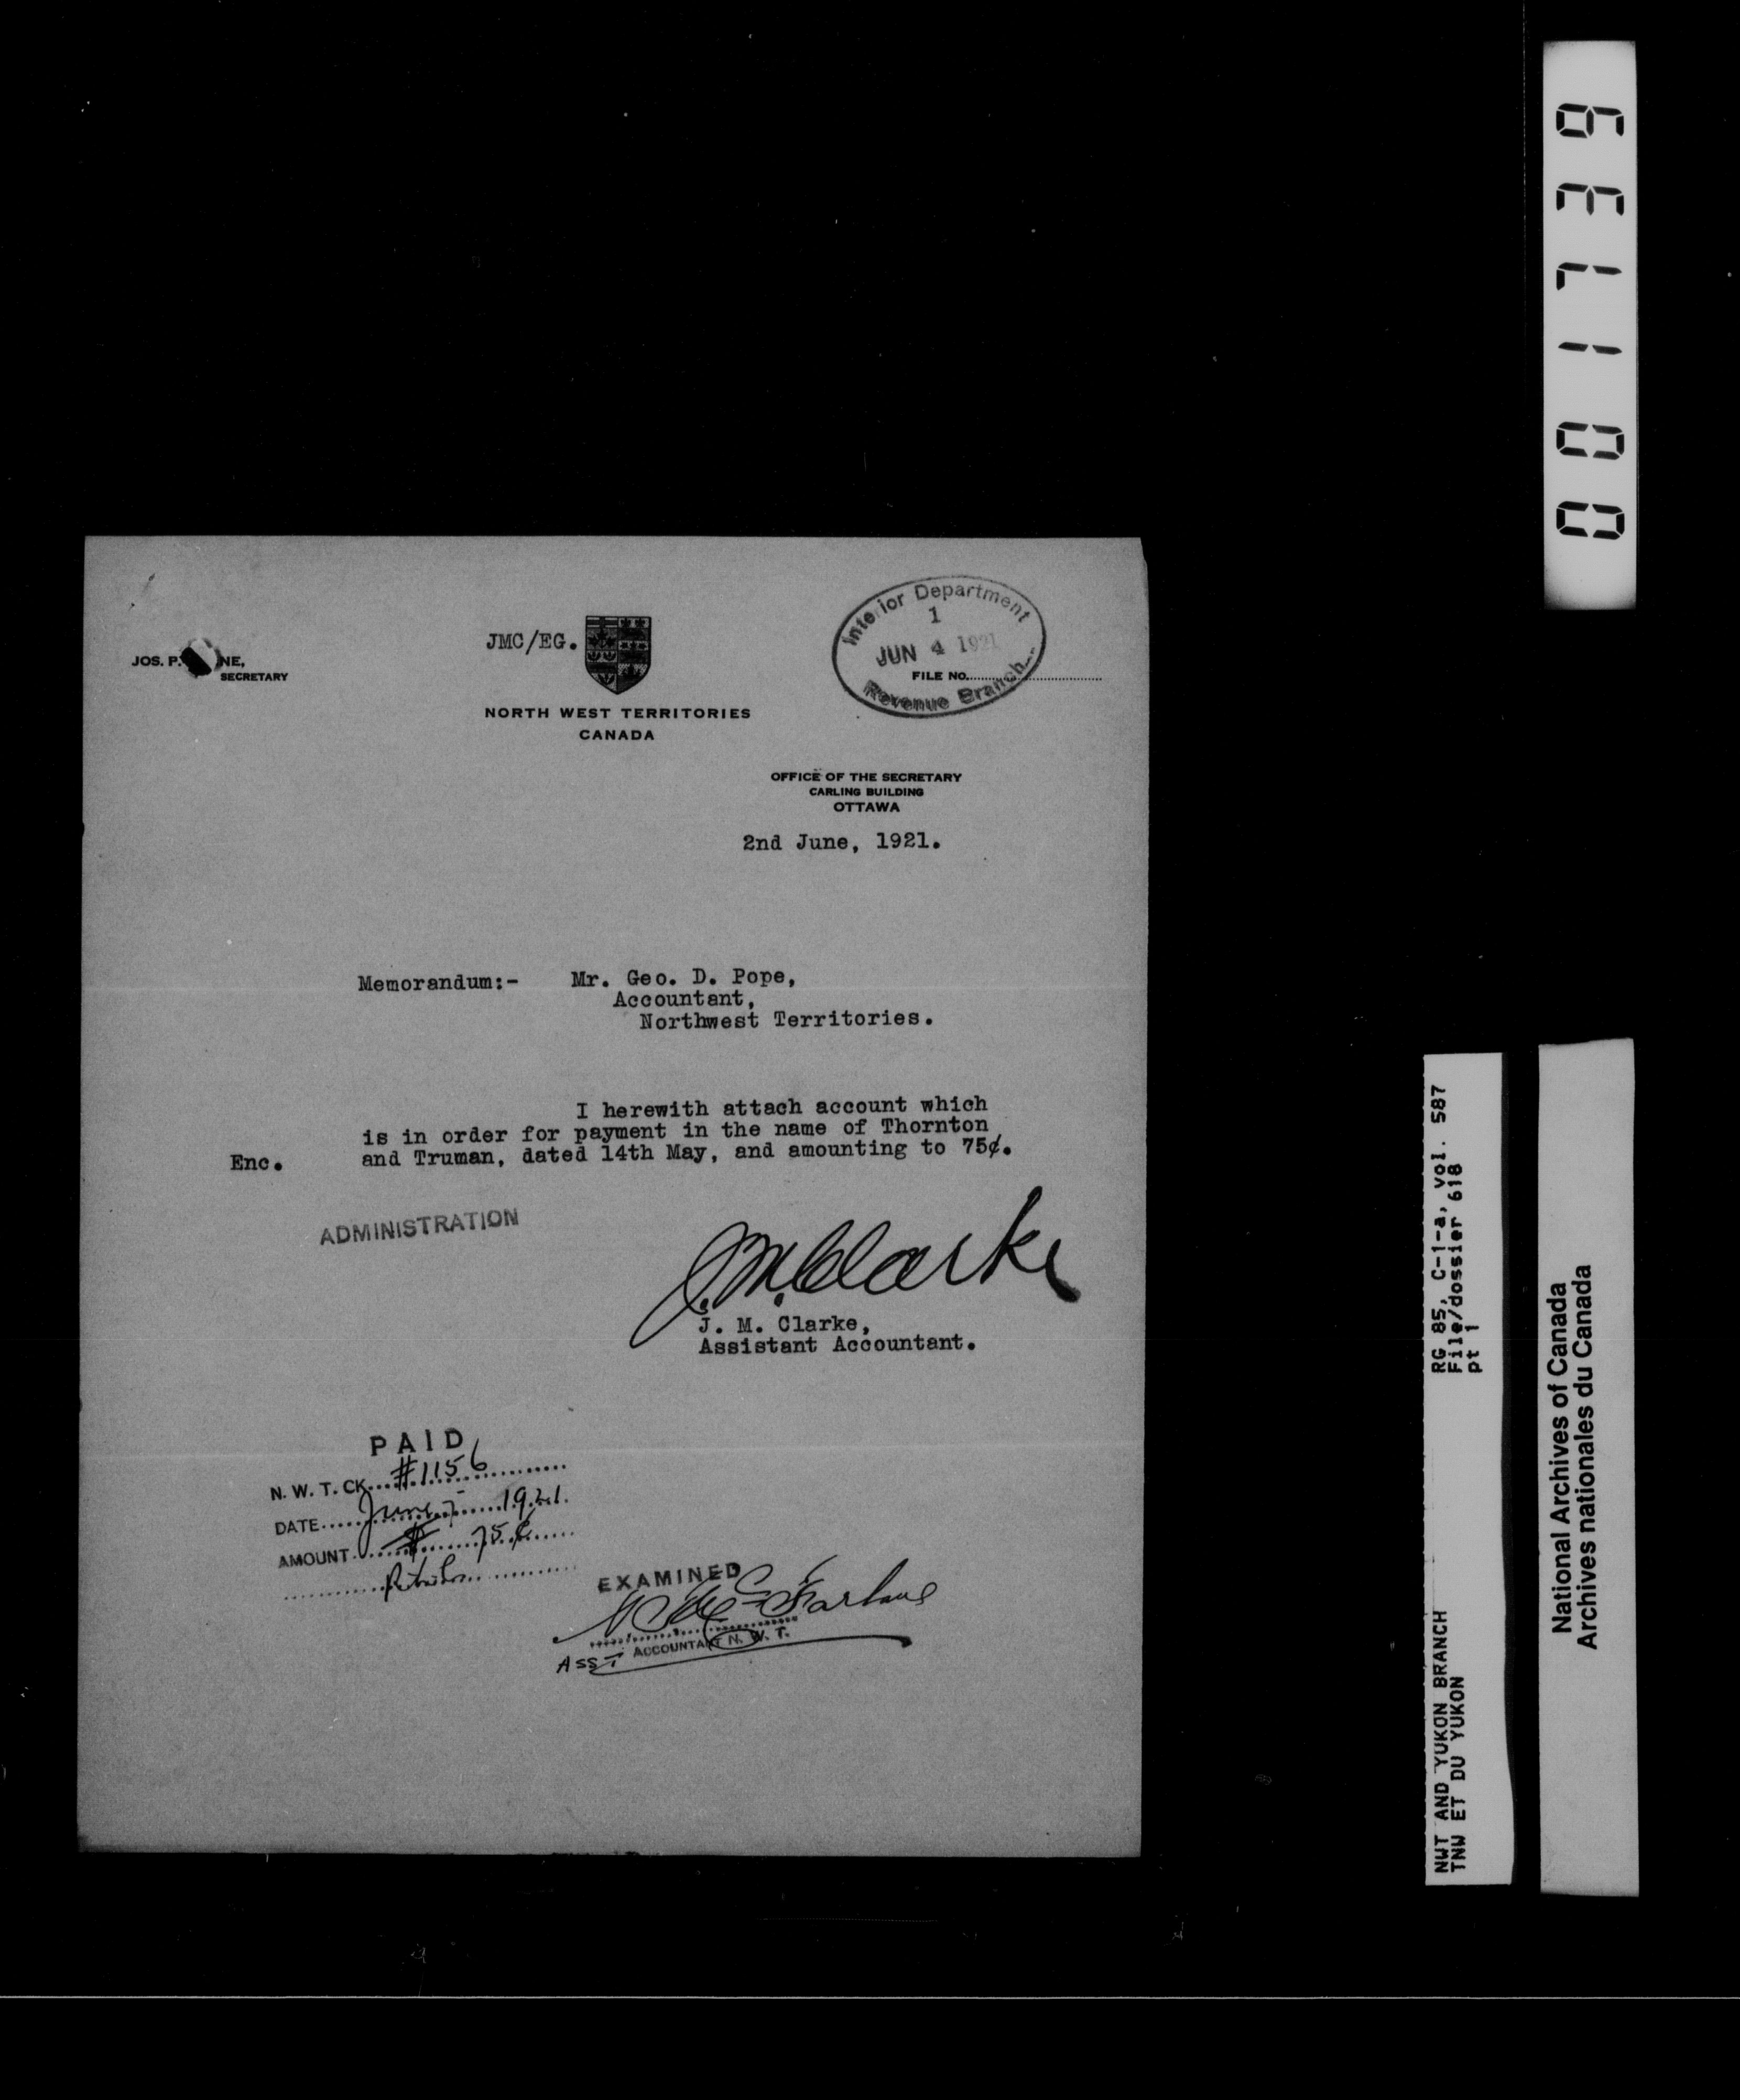 JMC/EG.
JOS. P. NE,
SECRETARY
Interior Department
1
JUN 4 1921
FILE NO.
Revenue Branch
NORTH WEST TERRITORIES
CANADA
OFFICE OF THE SECRETARY
CARLING BUILDING
OTTAWA
2nd June, 1921.
Memorandum:- Mr. Geo. D. Pope,
Accountant,
Northwest Territories.
I herewith attach account which
is in order for payment in the name of Thornton
Enc. and Truman, dated 14th May, and amounting to 75¢.
ADMINISTRATION
J.M. Clarke
J. M. Clarke,
Assistant Accountant.
PAID
N. W. T. CK. #1156
DATE June 7 1921.
AMOUNT $ 75¢
EXAMINED
McFarlane
ASST ACCOUNTANT N. W. T.
001739
RG 85, C-1-a, vol. 587
File/dossier 618
pt 1
NWT AND YUKON BRANCH
TNW ET DU YUKON
National Archives of Canada
Archives nationales du Canada